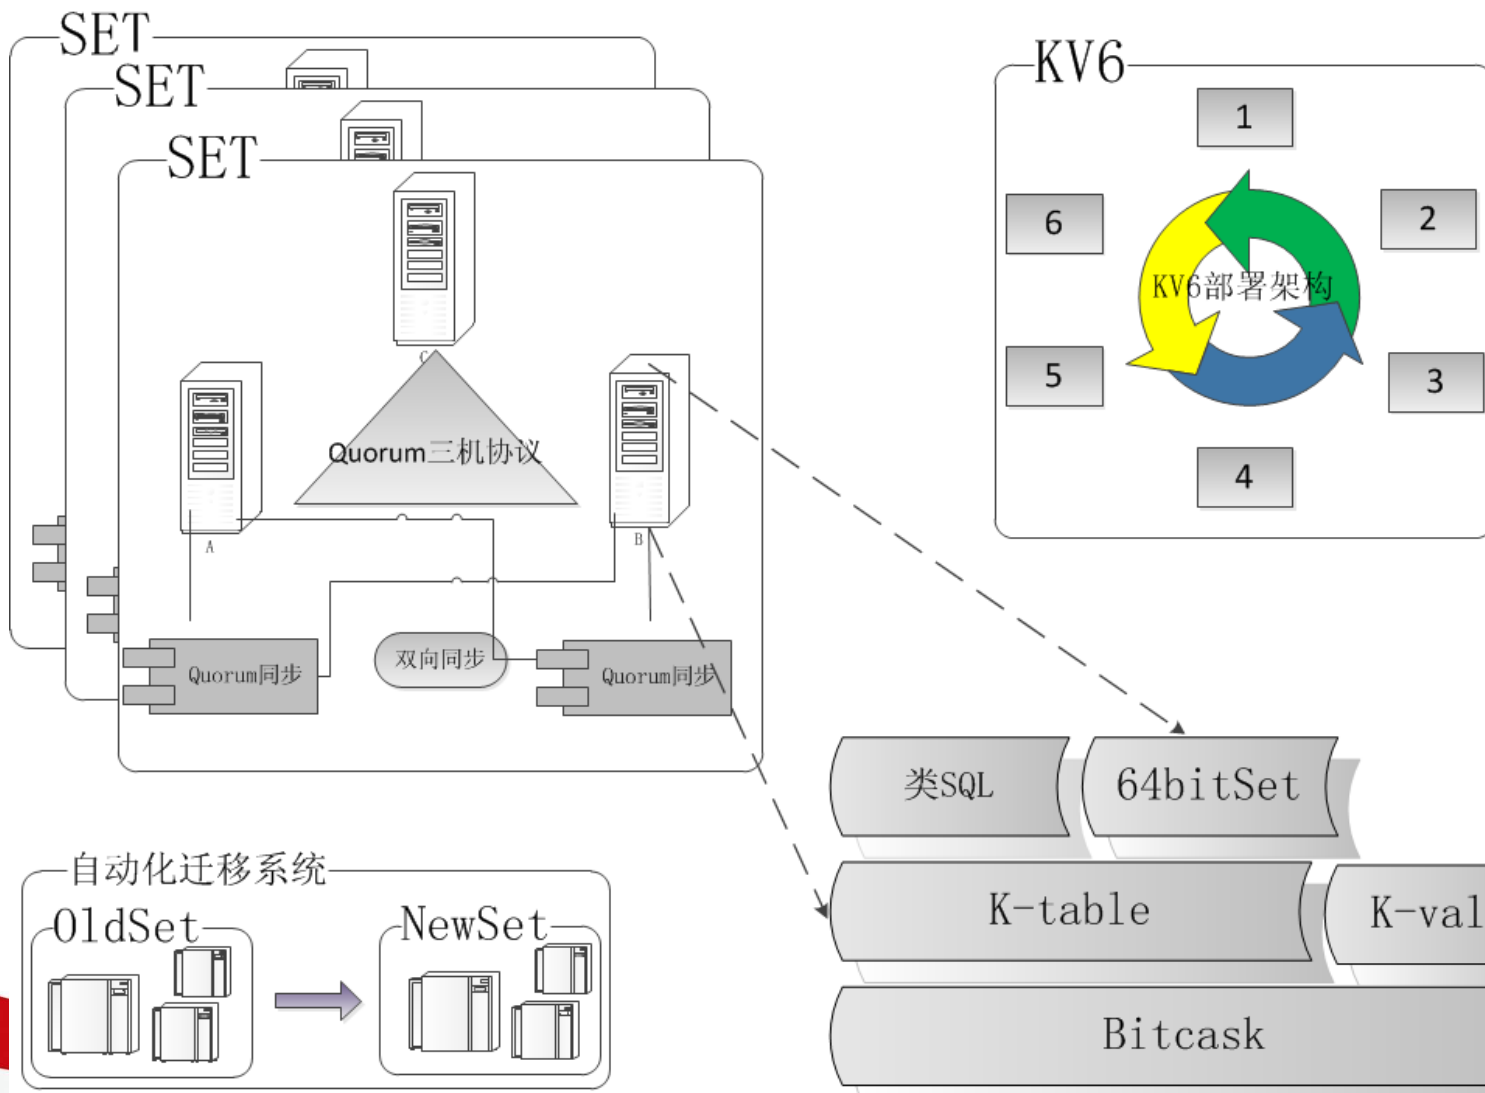 SET
SET
SET
C
Quorum三机协议
A
B
Quorum同步
双向同步
Quorum同步
KV6
1
2
3
4
5
6
KV6部署架构
类SQL
64bitSet
K-table
K-val
Bitcask
自动化迁移系统
OldSet
NewSet